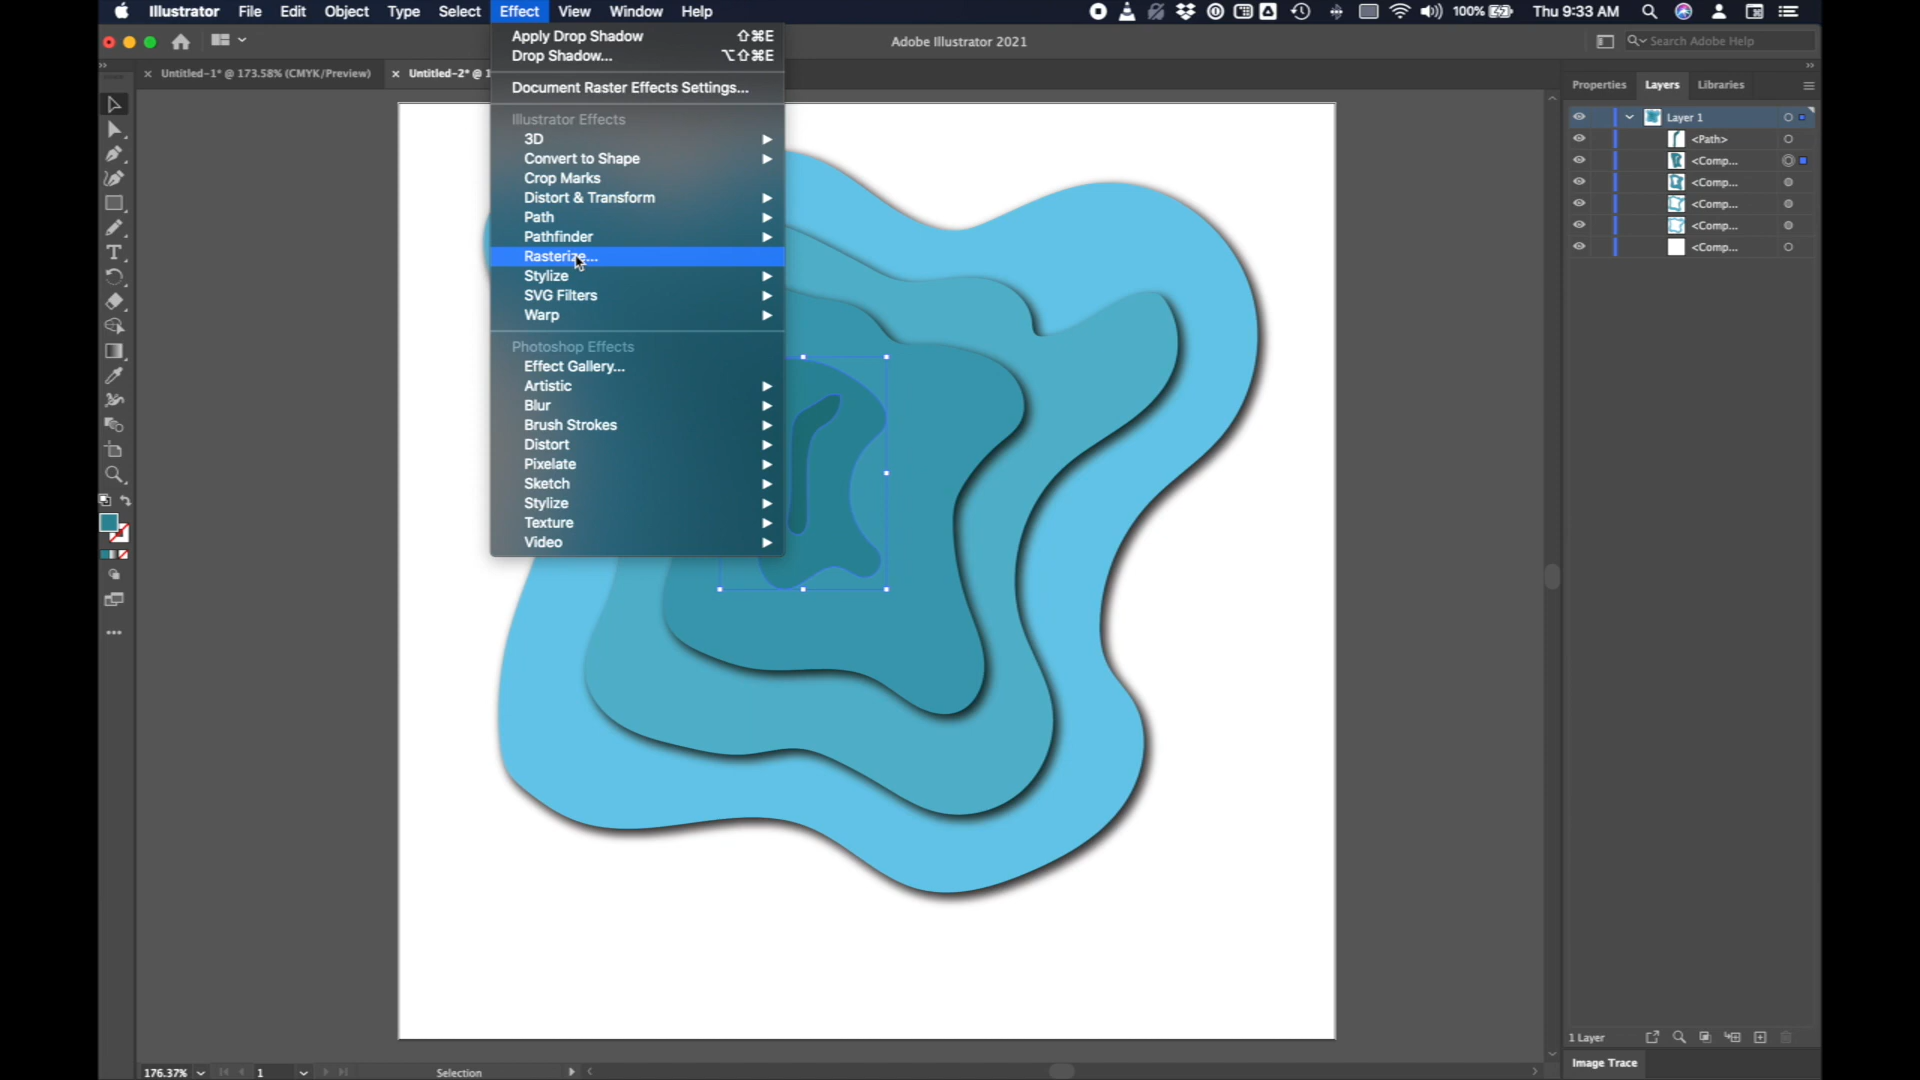 Illustrator File Edit Object Type Select Effect View Window Help 100% Thu 9:33 AM
Adobe Illustrator 2021
Search Adobe Help
Untitled-1* @ 173.58% (CMYK/Preview)
Untitled-2* @ 1
Apply Drop Shadow ⇧⌘E
Drop Shadow... ⌥⇧⌘E
Document Raster Effects Settings...
Illustrator Effects
3D
Convert to Shape
Crop Marks
Distort & Transform
Path
Pathfinder
Rasterize...
Stylize
SVG Filters
Warp
Photoshop Effects
Effect Gallery...
Artistic
Blur
Brush Strokes
Distort
Pixelate
Sketch
Stylize
Texture
Video
Properties Layers Libraries
Layer 1
<Path>
<Comp...
<Comp...
<Comp...
<Comp...
<Comp...
1 Layer
Image Trace
176.37% 1 Selection